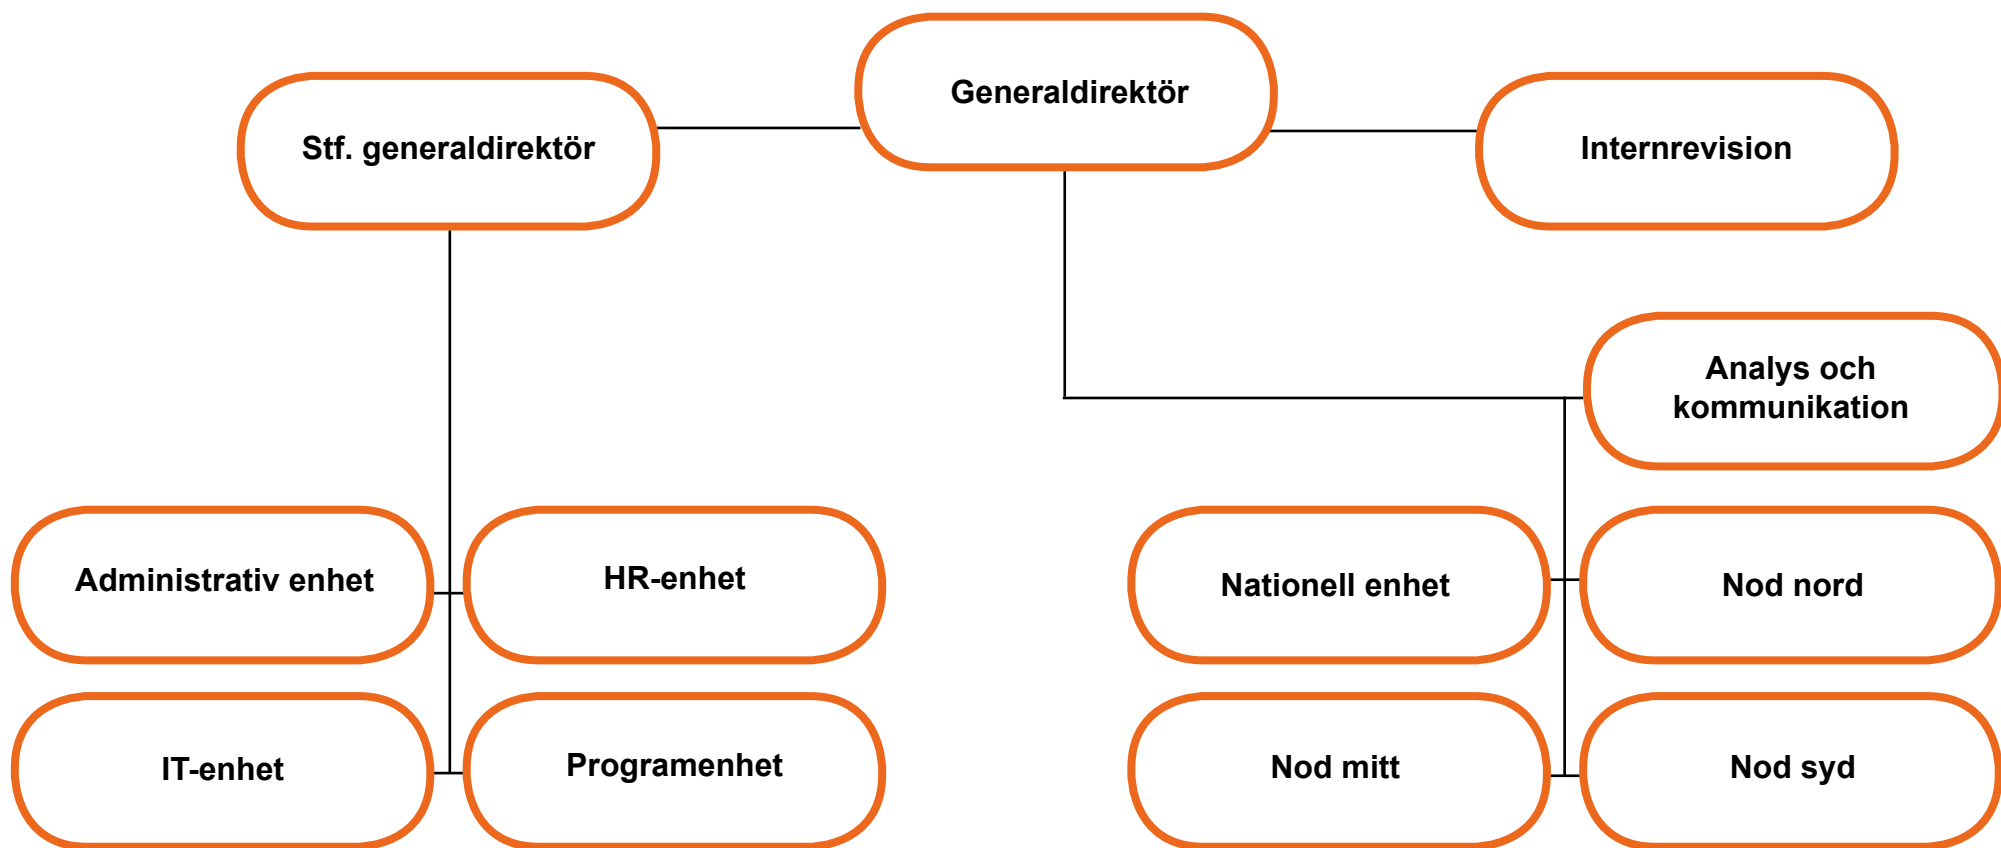 Generaldirektör
Stf. generaldirektör
Internrevision
Analys och
kommunikation
Administrativ enhet
HR-enhet
Nationell enhet
Nod nord
IT-enhet
Programenhet
Nod mitt
Nod syd